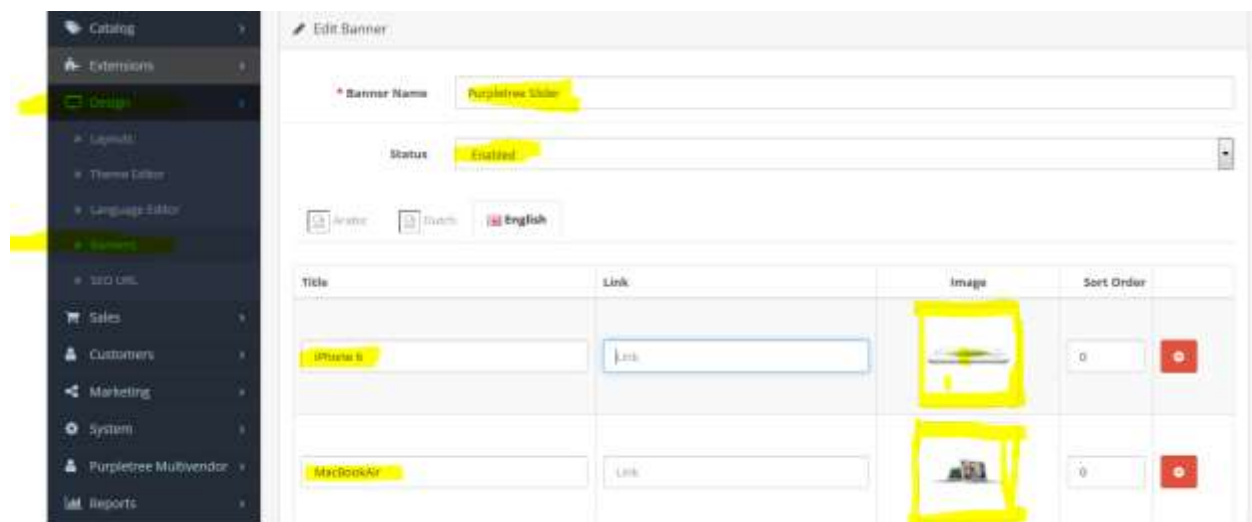 Catalog
Extensions
Design
Layouts
Theme Editor
Language Editor
Banners
SEO URL
Sales
Customers
Marketing
System
Purpletree Multivendor
Reports
Edit Banner
* Banner Name
Purpletree Slider
Status
Enabled
Arabic Dutch English
Title Link Image Sort Order
iPhone 6 Link 0
MacBookAir Link 0